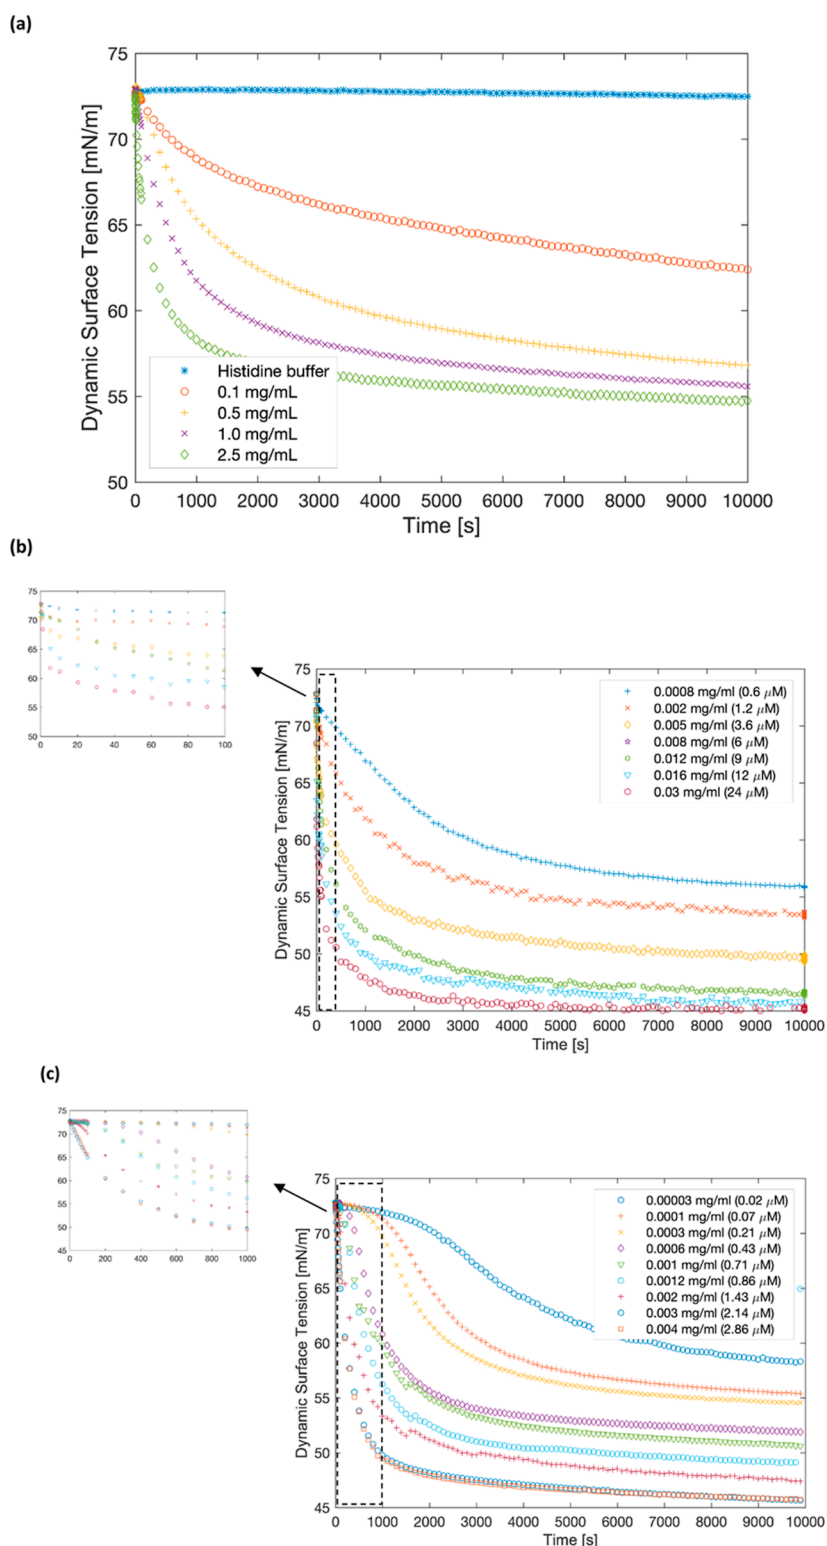 (a)
75
70
65
60
55
50
Dynamic Surface Tension [mN/m]
Histidine buffer
0.1 mg/mL
0.5 mg/mL
1.0 mg/mL
2.5 mg/mL
0 1000 2000 3000 4000 5000 6000 7000 8000 9000 10000
Time [s]
(b)
75
70
65
60
55
50
0 20 40 60 80 100
75
70
65
60
55
50
45
Dynamic Surface Tension [mN/m]
0.0008 mg/ml (0.6 μM)
0.002 mg/ml (1.2 μM)
0.005 mg/ml (3.6 μM)
0.008 mg/ml (6 μM)
0.012 mg/ml (9 μM)
0.016 mg/ml (12 μM)
0.03 mg/ml (24 μM)
0 1000 2000 3000 4000 5000 6000 7000 8000 9000 10000
Time [s]
(c)
75
70
65
60
55
50
45
0 200 400 600 800 1000
75
70
65
60
55
50
45
Dynamic Surface Tension [mN/m]
0.00003 mg/ml (0.02 μM)
0.0001 mg/ml (0.07 μM)
0.0003 mg/ml (0.21 μM)
0.0006 mg/ml (0.43 μM)
0.001 mg/ml (0.71 μM)
0.0012 mg/ml (0.86 μM)
0.002 mg/ml (1.43 μM)
0.003 mg/ml (2.14 μM)
0.004 mg/ml (2.86 μM)
0 1000 2000 3000 4000 5000 6000 7000 8000 9000 10000
Time [s]